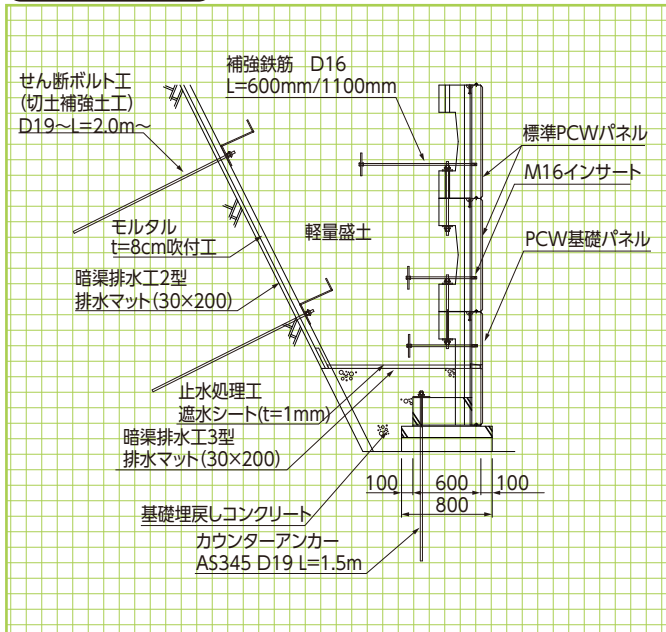 せん断ボルト工
(切土補強土工)
D19～L=2.0m～
補強鉄筋 D16
L=600mm/1100mm
標準PCWパネル
M16インサート
PCW基礎パネル
軽量盛土
モルタル
t=8cm吹付工
暗渠排水工2型
排水マット(30×200)
止水処理工
遮水シート(t=1mm)
暗渠排水工3型
排水マット(30×200)
基礎埋戻しコンクリート
カウンターアンカー
AS345 D19 L=1.5m
100 600 100
800